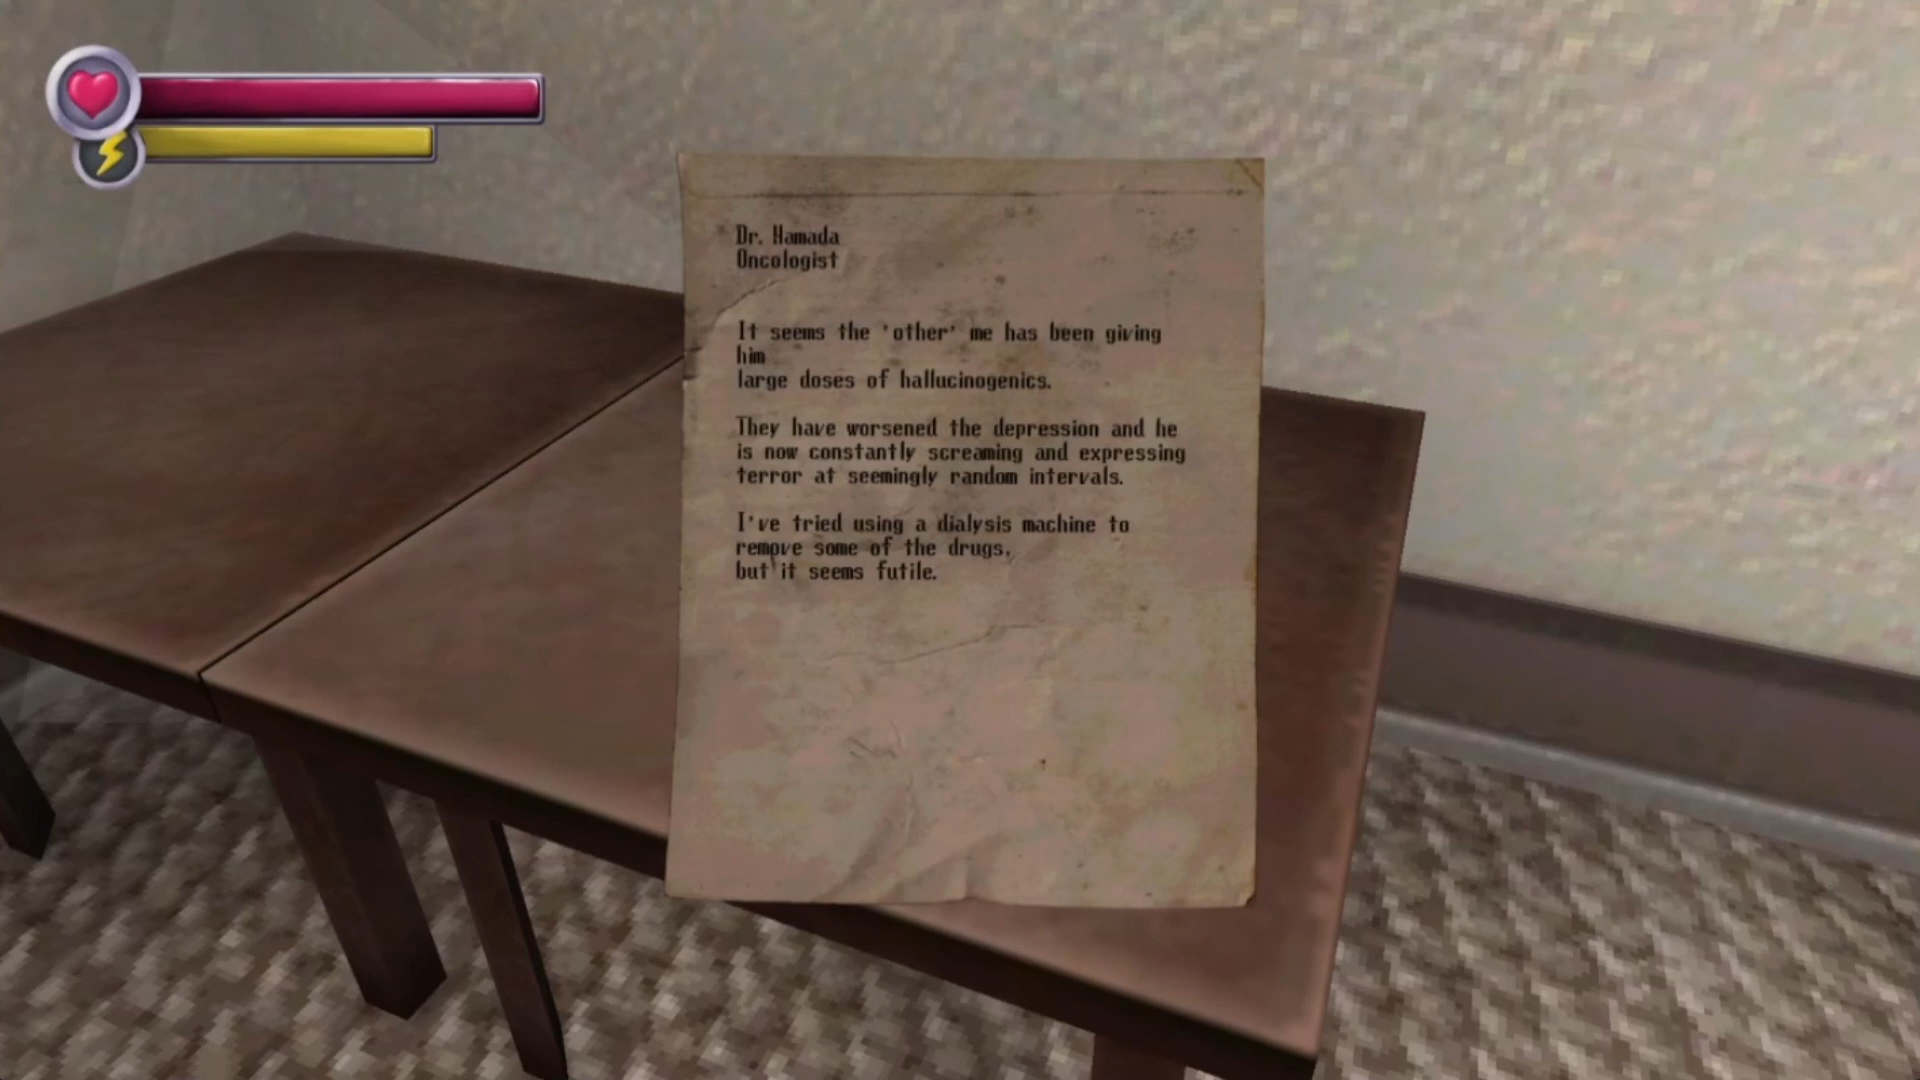 Dr. Hamada
Oncologist
It seems the 'other' me has been giving
him
large doses of hallucinogenics.
They have worsened the depression and he
is now constantly screaming and expressing
terror at seemingly random intervals.
I've tried using a dialysis machine to
remove some of the drugs,
but it seems futile.